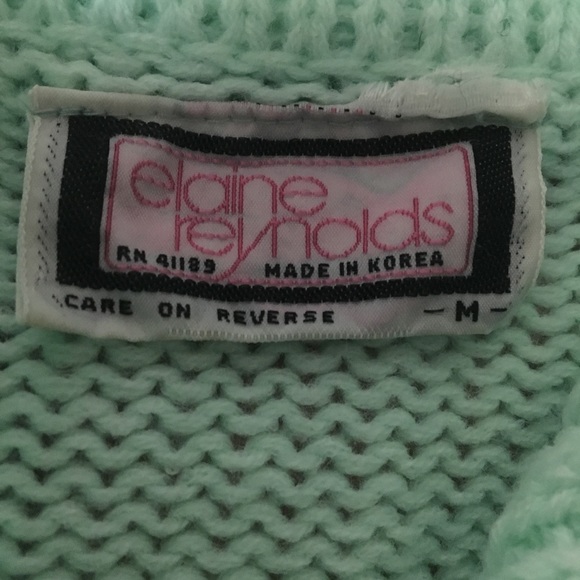 elaine
reynolds
RN 41189 MADE IN KOREA
CARE ON REVERSE - M -